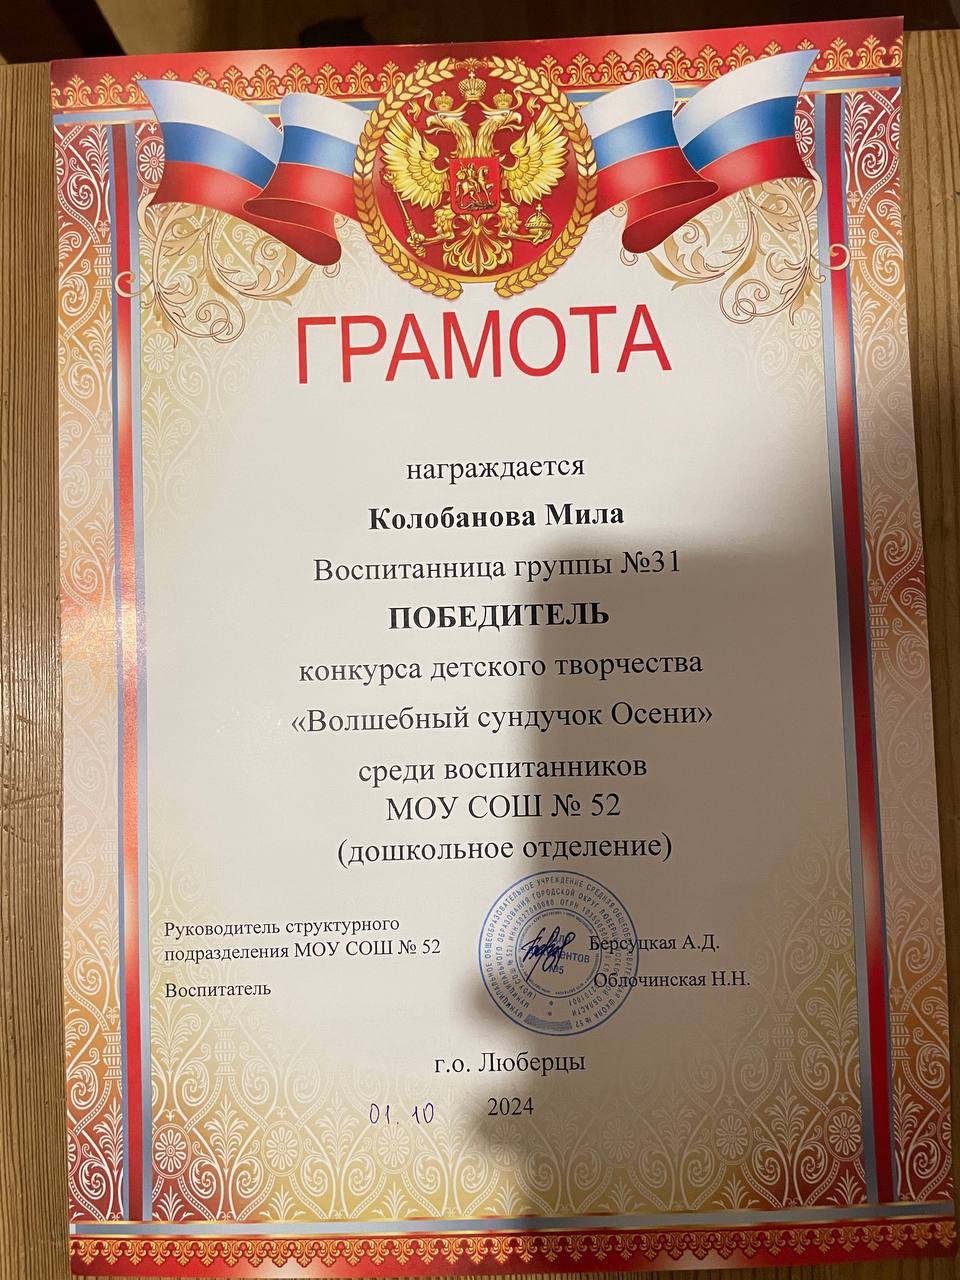 ГРАМОТА
награждается
Колобанова Мила
Воспитанница группы №31
ПОБЕДИТЕЛЬ
конкурса детского творчества
«Волшебный сундучок Осени»
среди воспитанников
МОУ СОШ № 52
(дошкольное отделение)
Руководитель структурного
подразделения МОУ СОШ № 52
Берсуцкая А.Д.
Воспитатель
Облочинская Н.Н.
г.о. Люберцы
01.10 2024